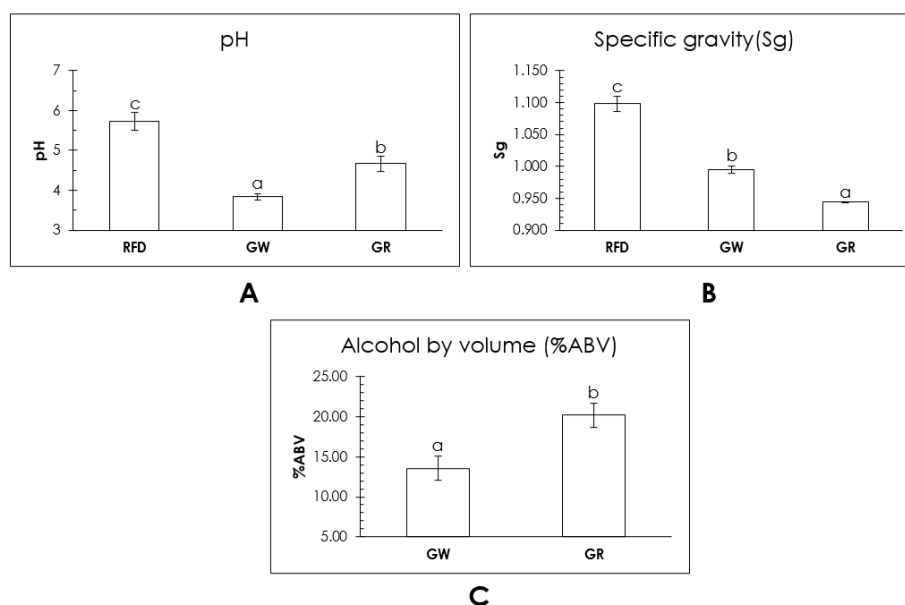 pH
7
6
5
4
3
pH
c
a
b
RFD GW GR
A
Specific gravity(Sg)
1.150
1.100
1.050
1.000
0.950
0.900
Sg
c
b
a
RFD GW GR
B
Alcohol by volume (%ABV)
25.00
20.00
15.00
10.00
5.00
%ABV
a
b
GW GR
C